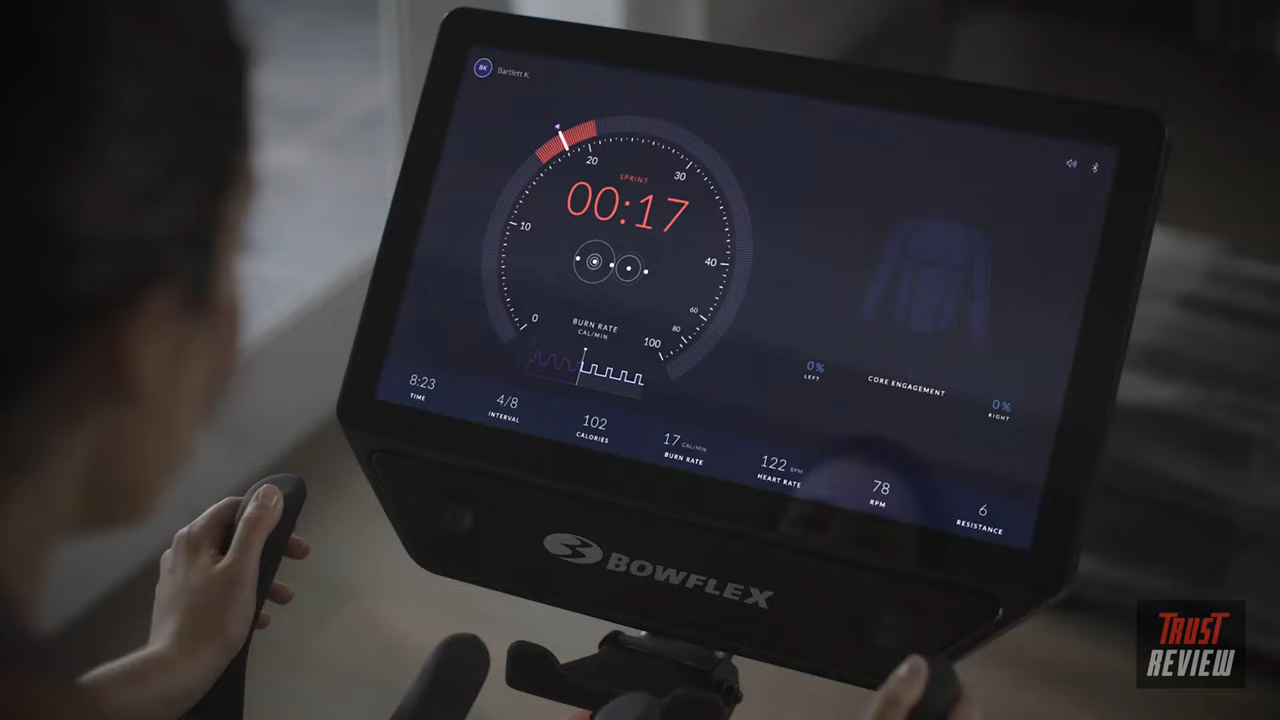 BK Bartlett K.
20
30
SPRINT
00:17
10
40
0
60
80
100
BURN RATE
CAL/MIN
0%
LEFT
CORE ENGAGEMENT
0%
RIGHT
8:23
TIME
4/8
INTERVAL
102
CALORIES
17 CAL/MIN
BURN RATE
122 BPM
HEART RATE
78
RPM
6
RESISTANCE
BOWFLEX
TRUST
REVIEW